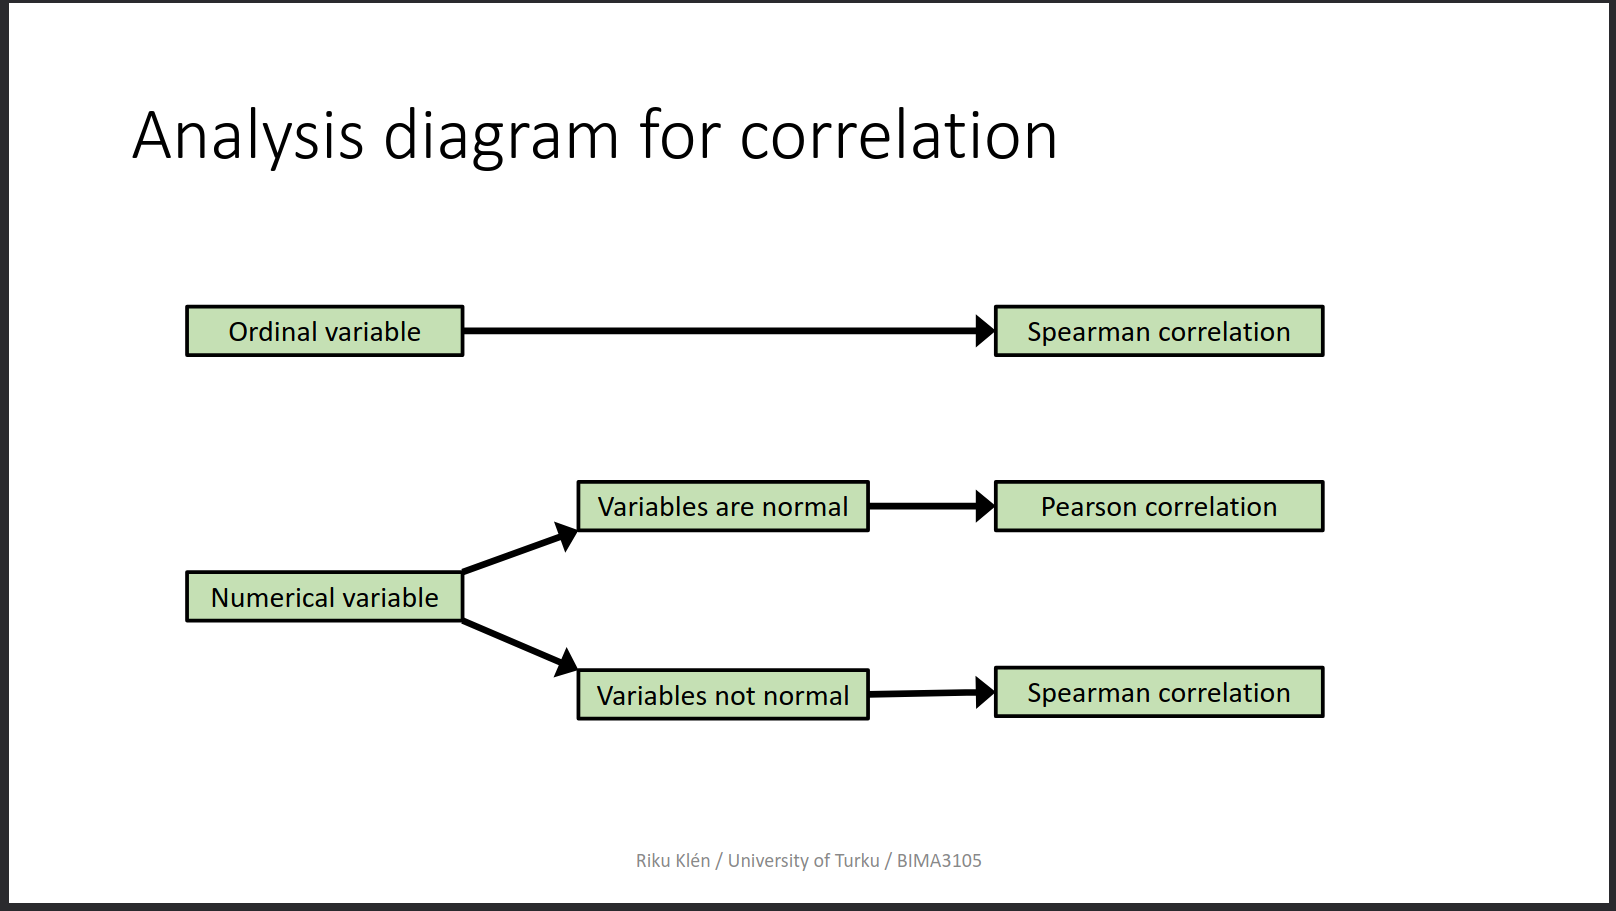 Analysis diagram for correlation
Ordinal variable
Spearman correlation
Variables are normal
Pearson correlation
Numerical variable
Variables not normal
Spearman correlation
Riku Klén / University of Turku / BIMA3105